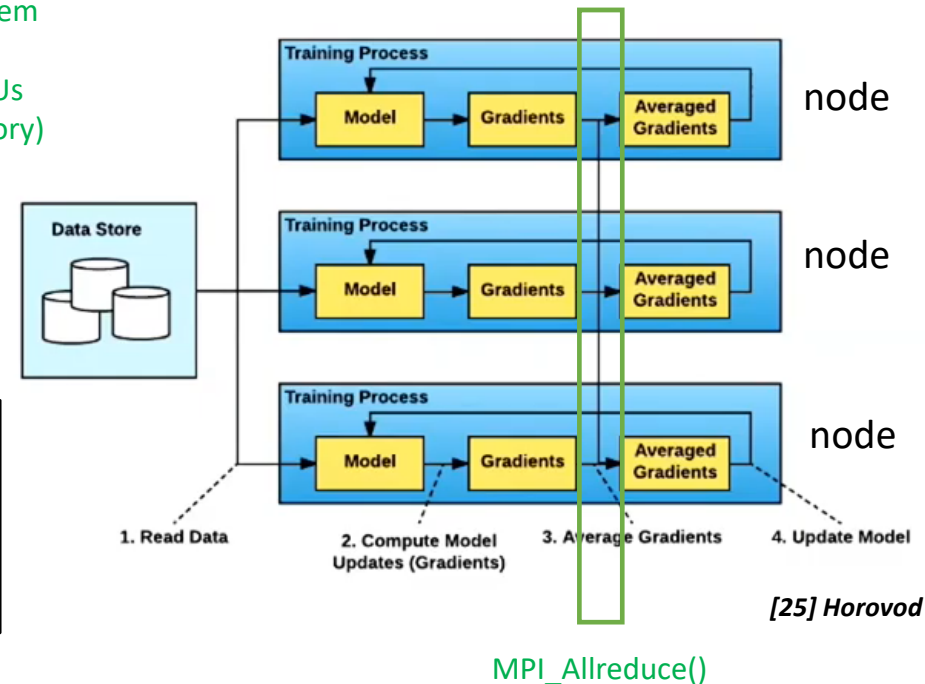 em
Us
ory)
Training Process
Model
Gradients
Averaged
Gradients
node
Data Store
Training Process
Model
Gradients
Averaged
Gradients
node
Training Process
Model
Gradients
Averaged
Gradients
node
1. Read Data
2. Compute Model
Updates (Gradients)
3. Average Gradients
4. Update Model
[25] Horovod
MPI_Allreduce()